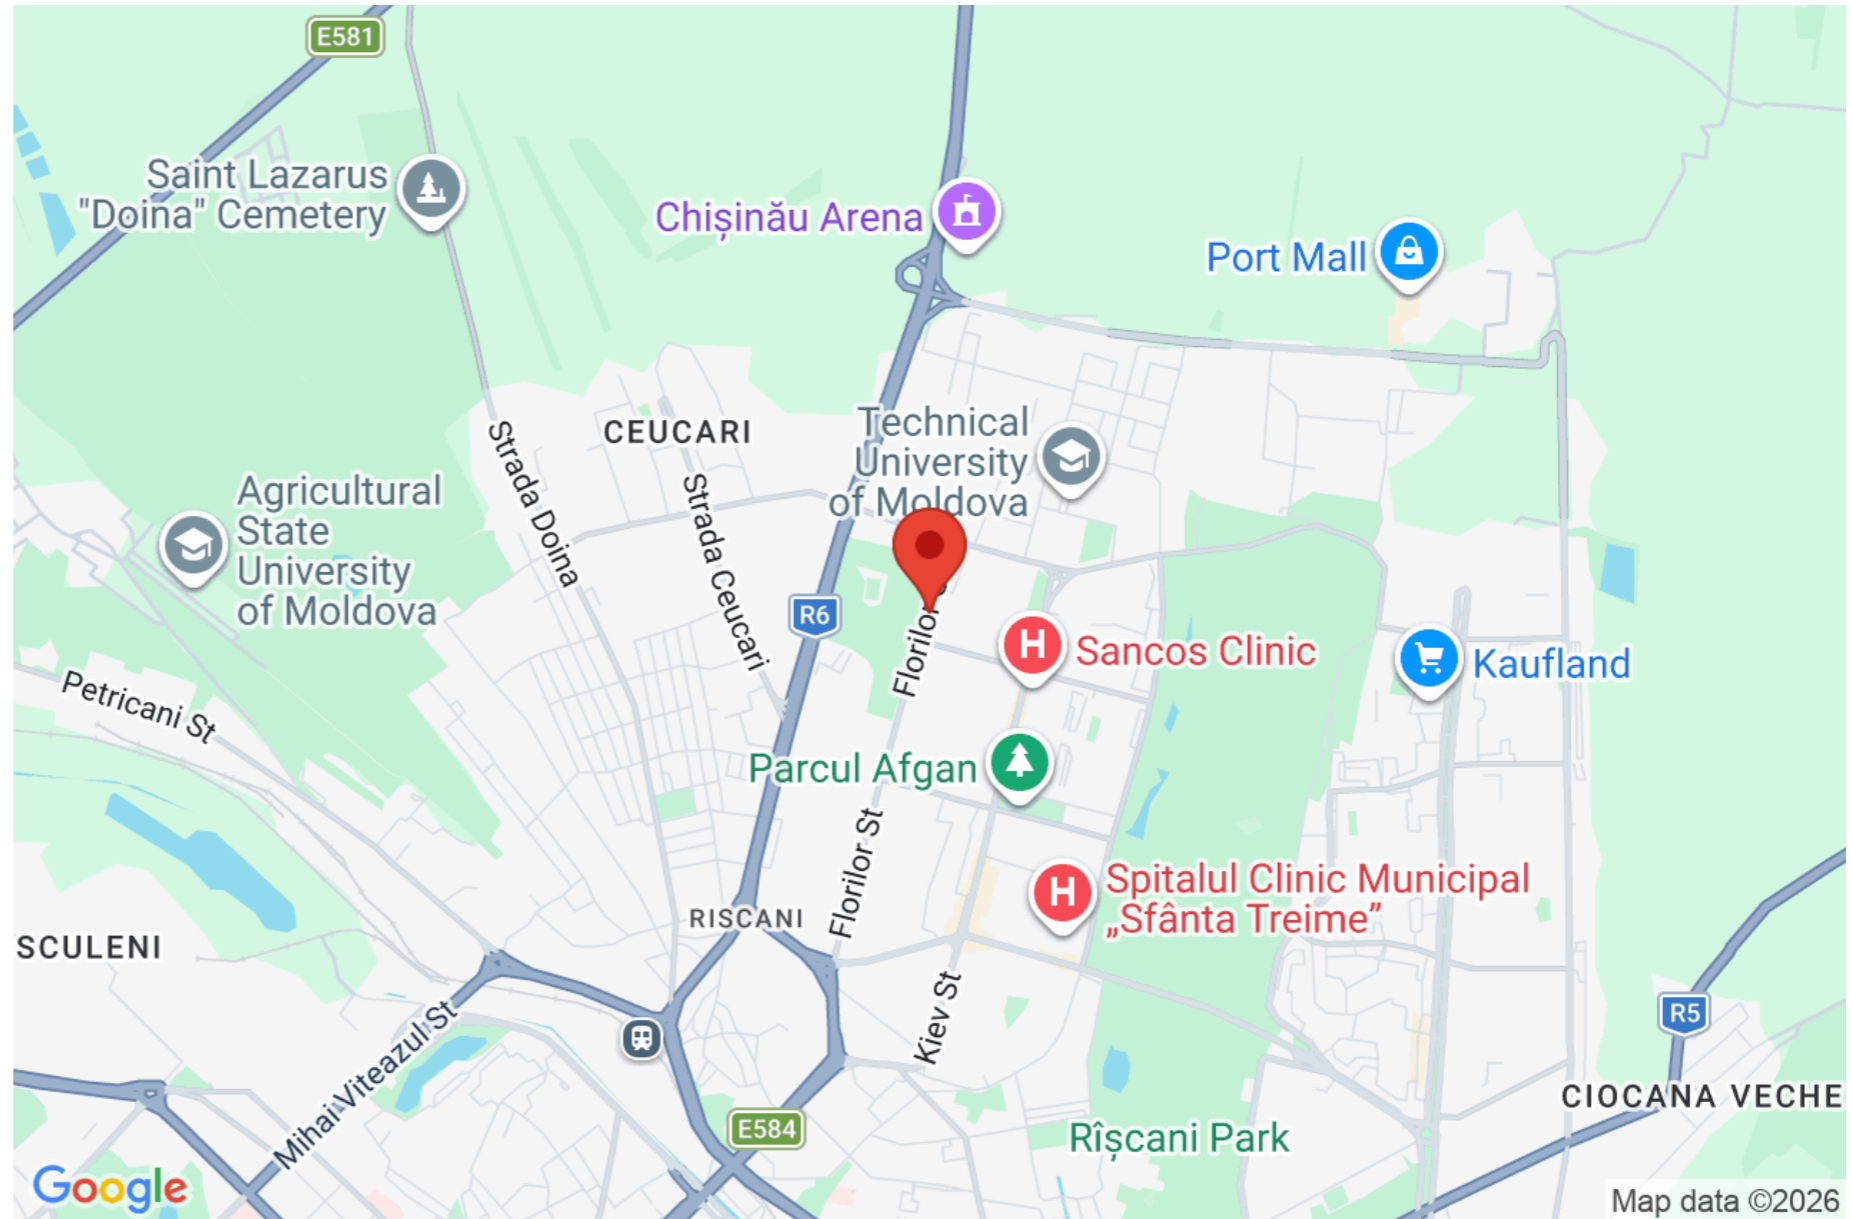 E581
Saint Lazarus
"Doina" Cemetery
Chișinău Arena
Port Mall
CEUCARI
Technical
University
of Moldova
Strada Doina
Strada Ceucari
Agricultural
State
University
of Moldova
R6
Florilor S
Sancos Clinic
Kaufland
Petricani St
Parcul Afgan
Florilor St
Spitalul Clinic Municipal
„Sfânta Treime”
RISCANI
SCULENI
Kiev St
Mihai Viteazul St
R5
CIOCANA VECHE
E584
Rîșcani Park
Google
Map data ©2026